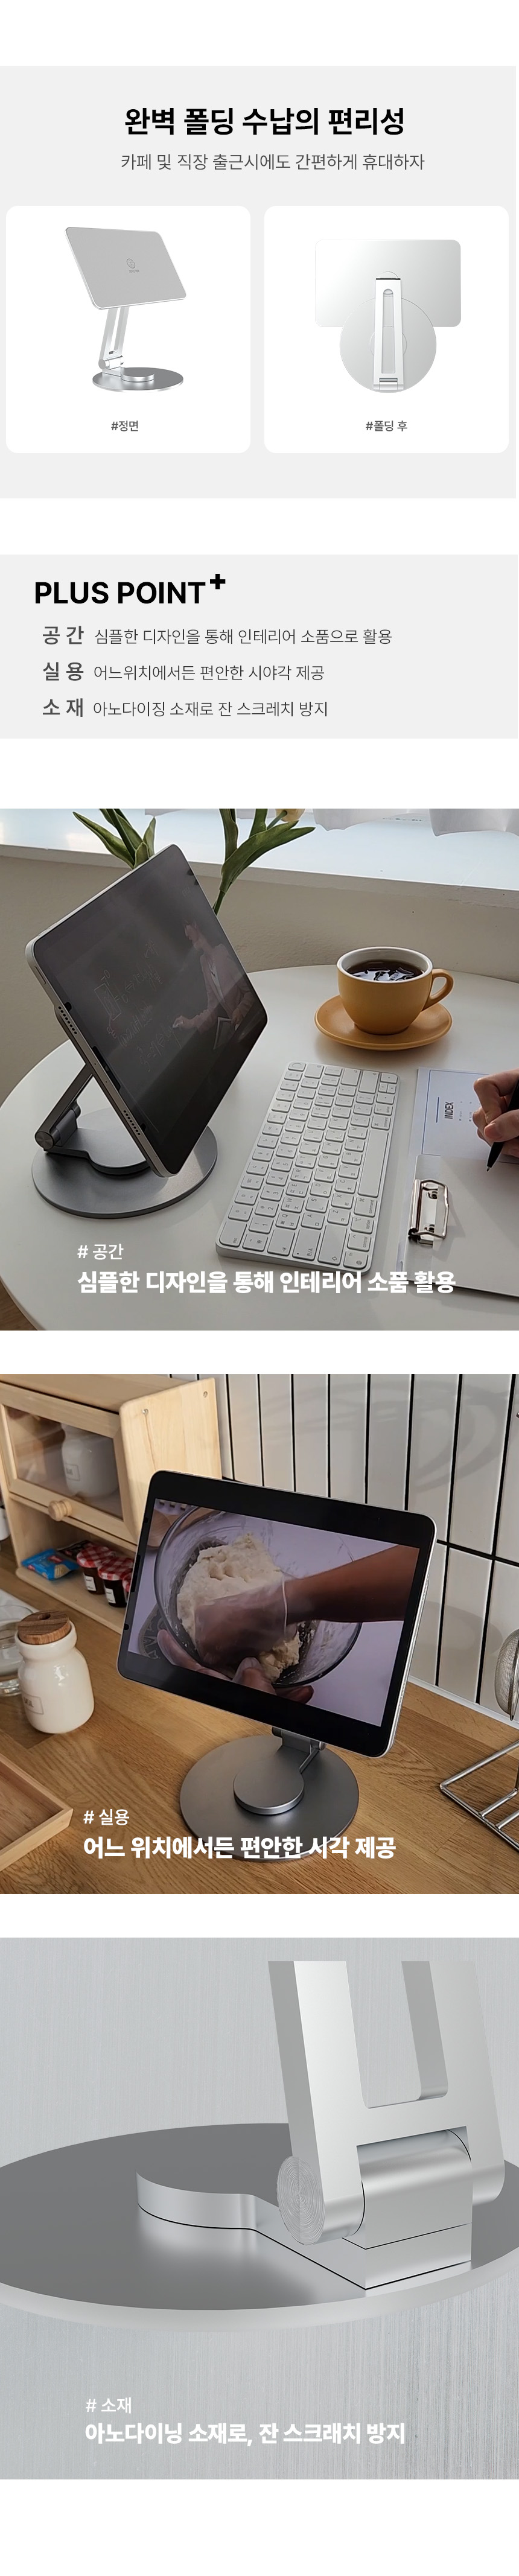 완벽 폴딩 수납의 편리성
카페 및 직장 출근시에도 간편하게 휴대하자
#정면
#폴딩 후
PLUS POINT+
공 간 심플한 디자인을 통해 인테리어 소품으로 활용
실 용 어느위치에서든 편안한 시야각 제공
소 재 아노다이징 소재로 잔 스크레치 방지
INDEX
# 공간
심플한 디자인을 통해 인테리어 소품 활용
# 실용
어느 위치에서든 편안한 시각 제공
# 소재
아노다이닝 소재로, 잔 스크래치 방지